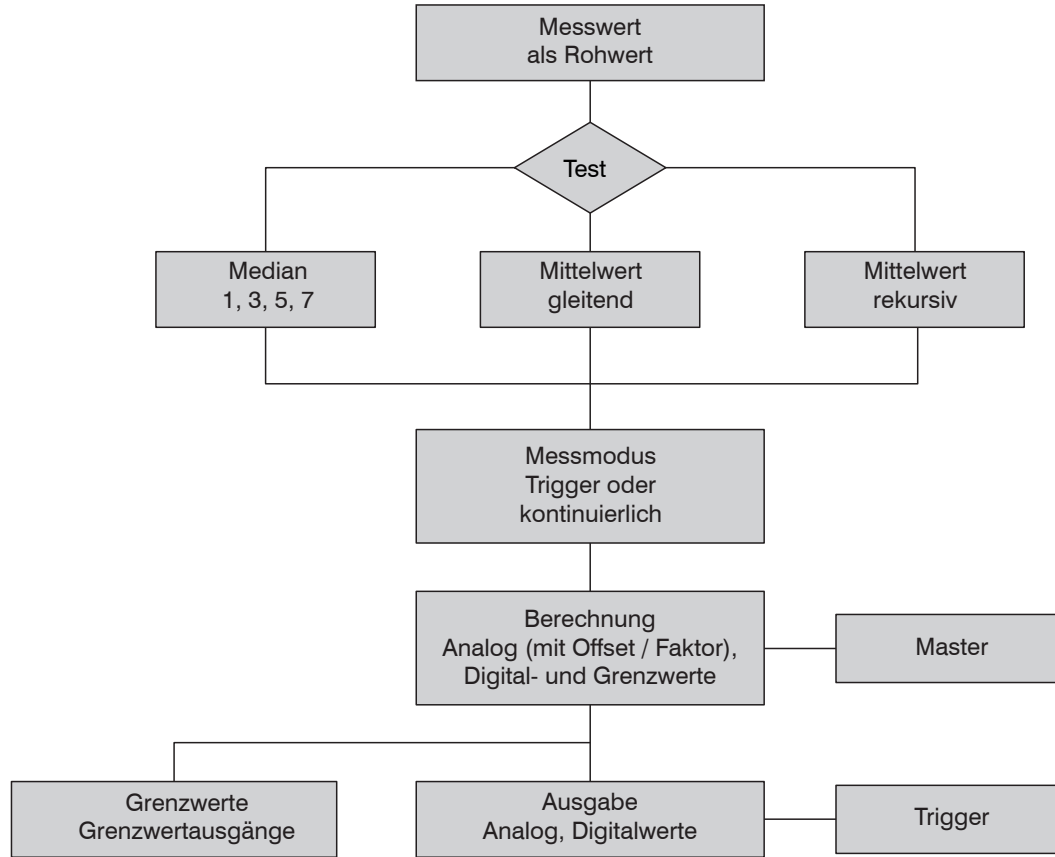 Messwert
als Rohwert
Test
Median
1, 3, 5, 7
Mittelwert
gleitend
Mittelwert
rekursiv
Messmodus
Trigger oder
kontinuierlich
Berechnung
Analog (mit Offset / Faktor),
Digital- und Grenzwerte
Master
Grenzwerte
Grenzwertausgänge
Ausgabe
Analog, Digitalwerte
Trigger